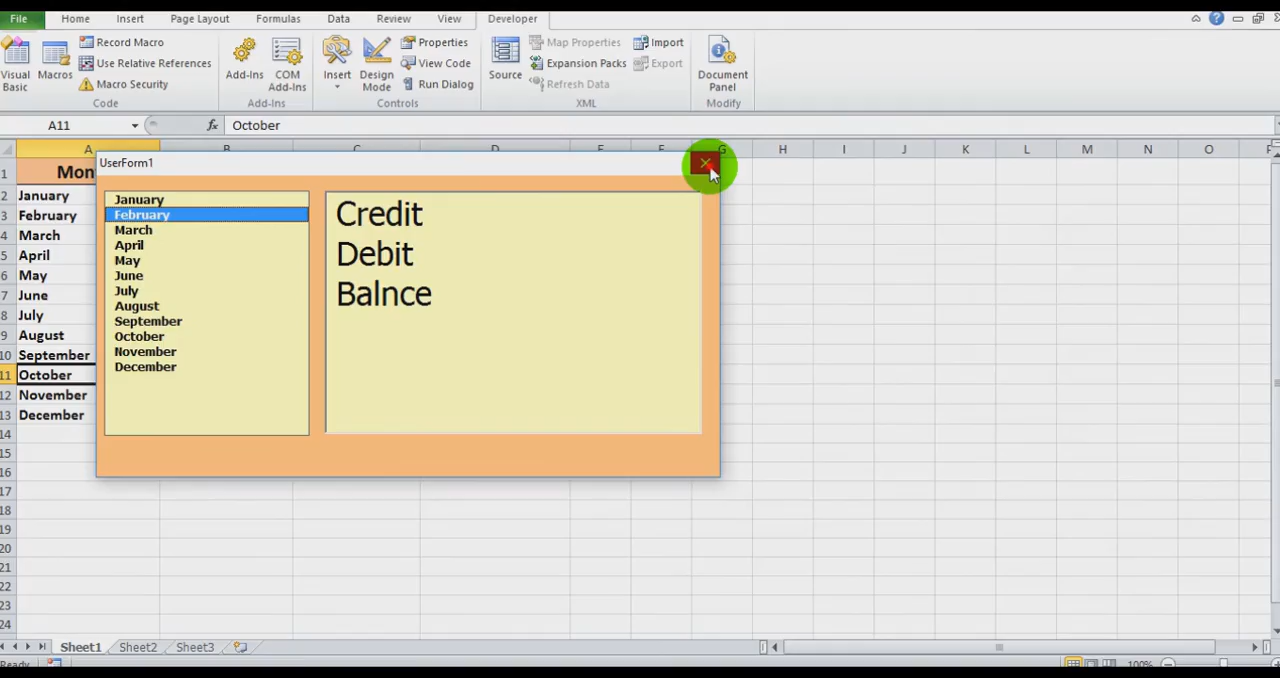 File Home Insert Page Layout Formulas Data Review View Developer
Visual Basic
Macros
Record Macro
Use Relative References
Macro Security
Code
Add-Ins
COM Add-Ins
Add-Ins
Insert
Design Mode
Properties
View Code
Run Dialog
Controls
Source
Map Properties
Expansion Packs
Refresh Data
Import
Export
XML
Document Panel
Modify
A11 fx October
A B C D E F G H I J K L M N O
1 Mon
2 January
3 February
4 March
5 April
6 May
7 June
8 July
9 August
10 September
11 October
12 November
13 December
14
15
16
17
18
19
20
21
22
23
24
UserForm1
January
February
March
April
May
June
July
August
September
October
November
December
Credit
Debit
Balnce
Sheet1 Sheet2 Sheet3
Ready 100%